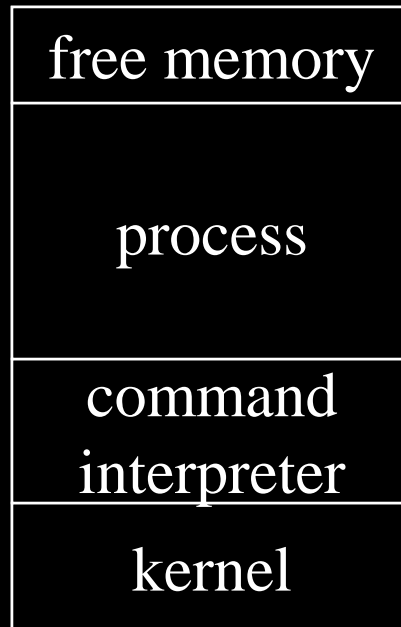 free memory
process
command
interpreter
kernel